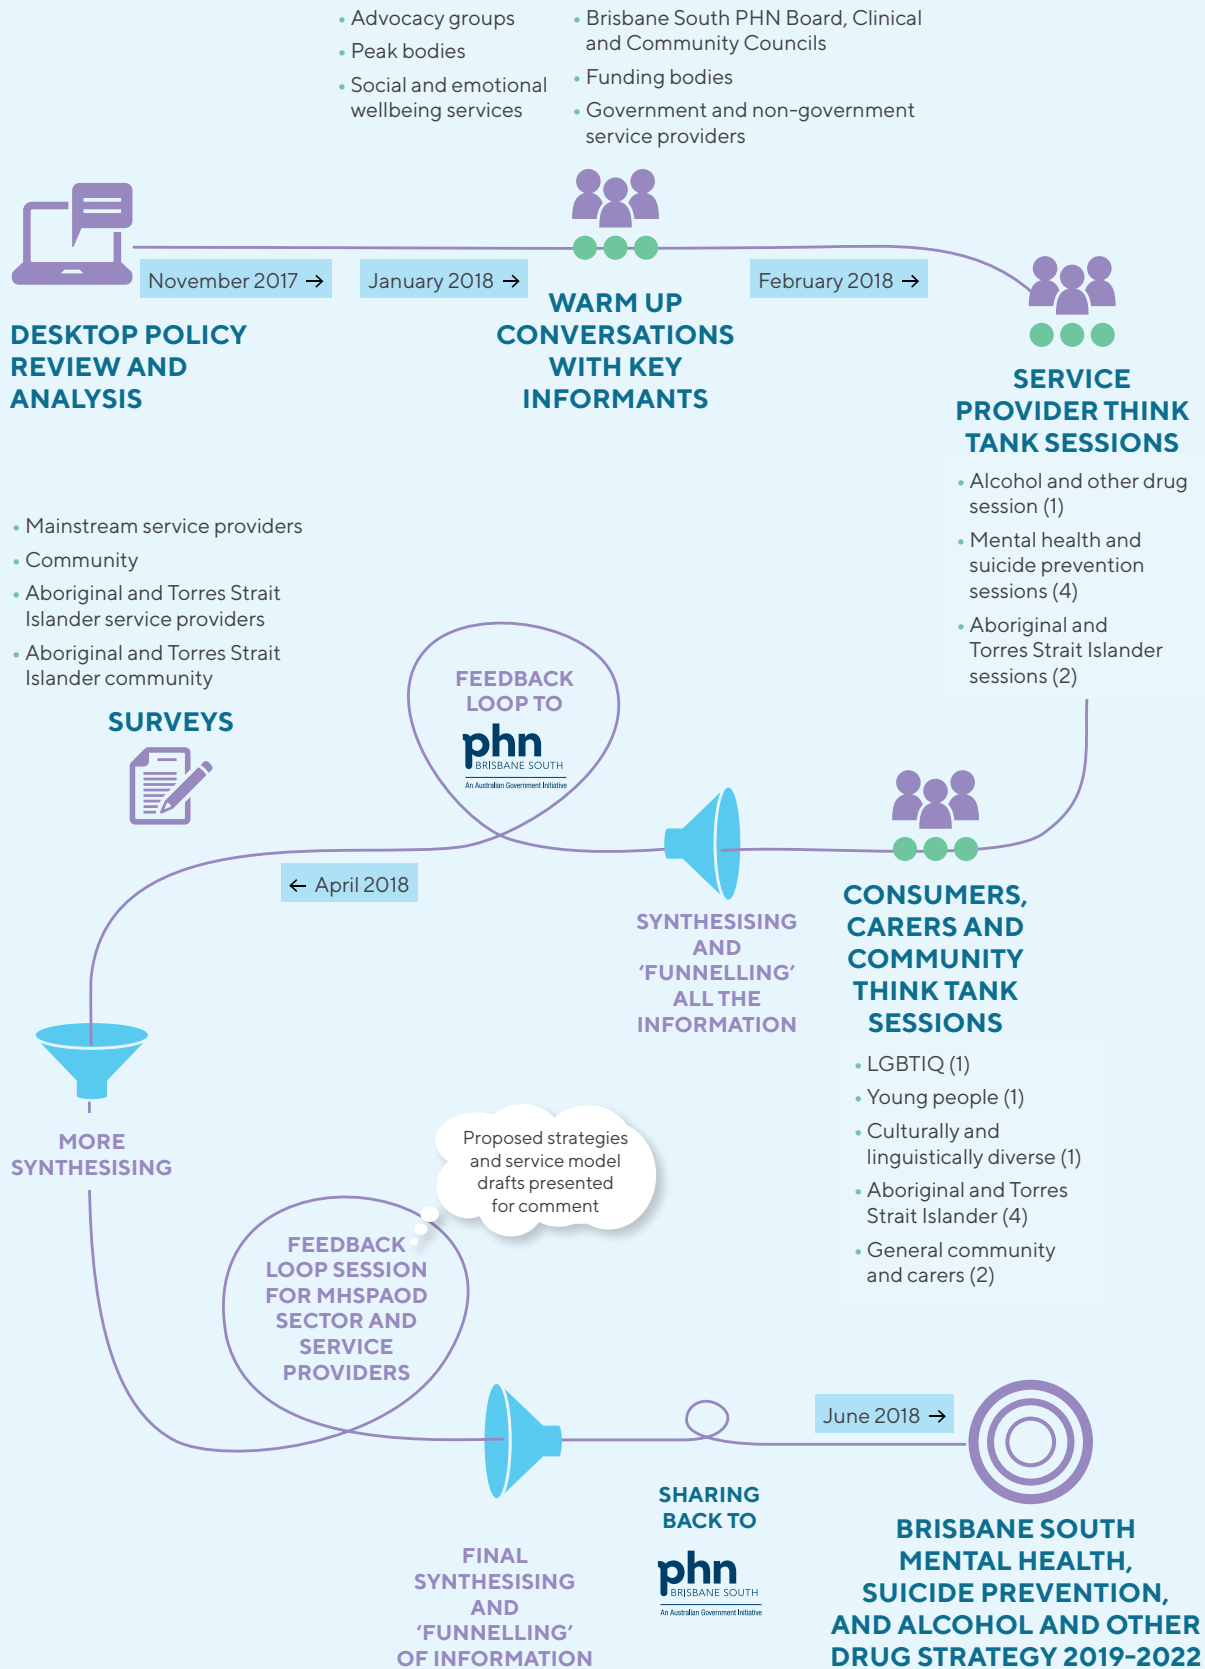 • Advocacy groups
• Peak bodies
• Social and emotional
wellbeing services
• Brisbane South PHN Board, Clinical
and Community Councils
• Funding bodies
• Government and non-government
service providers
November 2017 →
January 2018 →
February 2018 →
DESKTOP POLICY
REVIEW AND
ANALYSIS
WARM UP
CONVERSATIONS
WITH KEY
INFORMANTS
SERVICE
PROVIDER THINK
TANK SESSIONS
• Alcohol and other drug
session (1)
• Mental health and
suicide prevention
sessions (4)
• Aboriginal and
Torres Strait Islander
sessions (2)
• Mainstream service providers
• Community
• Aboriginal and Torres Strait
Islander service providers
• Aboriginal and Torres Strait
Islander community
SURVEYS
FEEDBACK
LOOP TO
phn
BRISBANE SOUTH
An Australian Government Initiative
← April 2018
SYNTHESISING
AND
‘FUNNELLING’
ALL THE
INFORMATION
CONSUMERS,
CARERS AND
COMMUNITY
THINK TANK
SESSIONS
• LGBTIQ (1)
• Young people (1)
• Culturally and
linguistically diverse (1)
• Aboriginal and Torres
Strait Islander (4)
• General community
and carers (2)
MORE
SYNTHESISING
Proposed strategies
and service model
drafts presented
for comment
FEEDBACK
LOOP SESSION
FOR MHSPAOD
SECTOR AND
SERVICE
PROVIDERS
FINAL
SYNTHESISING
AND
‘FUNNELLING’
OF INFORMATION
SHARING
BACK TO
phn
BRISBANE SOUTH
An Australian Government Initiative
June 2018 →
BRISBANE SOUTH
MENTAL HEALTH,
SUICIDE PREVENTION,
AND ALCOHOL AND OTHER
DRUG STRATEGY 2019-2022